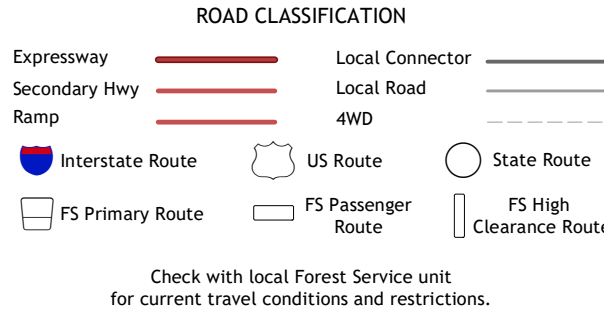 ROAD CLASSIFICATION
Expressway
Local Connector
Secondary Hwy
Local Road
Ramp
4WD
Interstate Route
US Route
State Route
FS Primary Route
FS Passenger
Route
FS High
Clearance Route
Check with local Forest Service unit
for current travel conditions and restrictions.